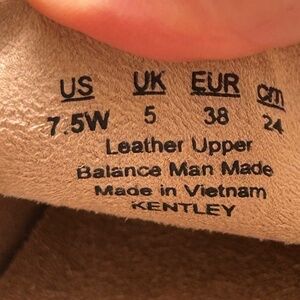 US UK EUR cm
7.5W 5 38 24
Leather Upper
Balance Man Made
Made in Vietnam
KENTLEY